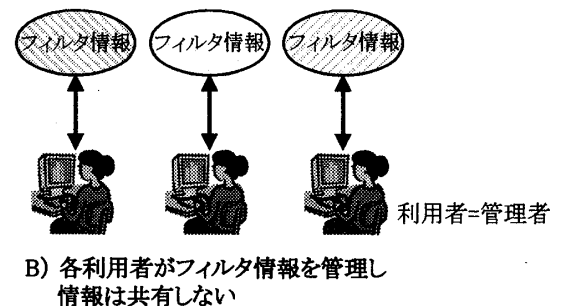 フィルタ情報 フィルタ情報 フィルタ情報
利用者=管理者
B) 各利用者がフィルタ情報を管理し
情報は共有しない